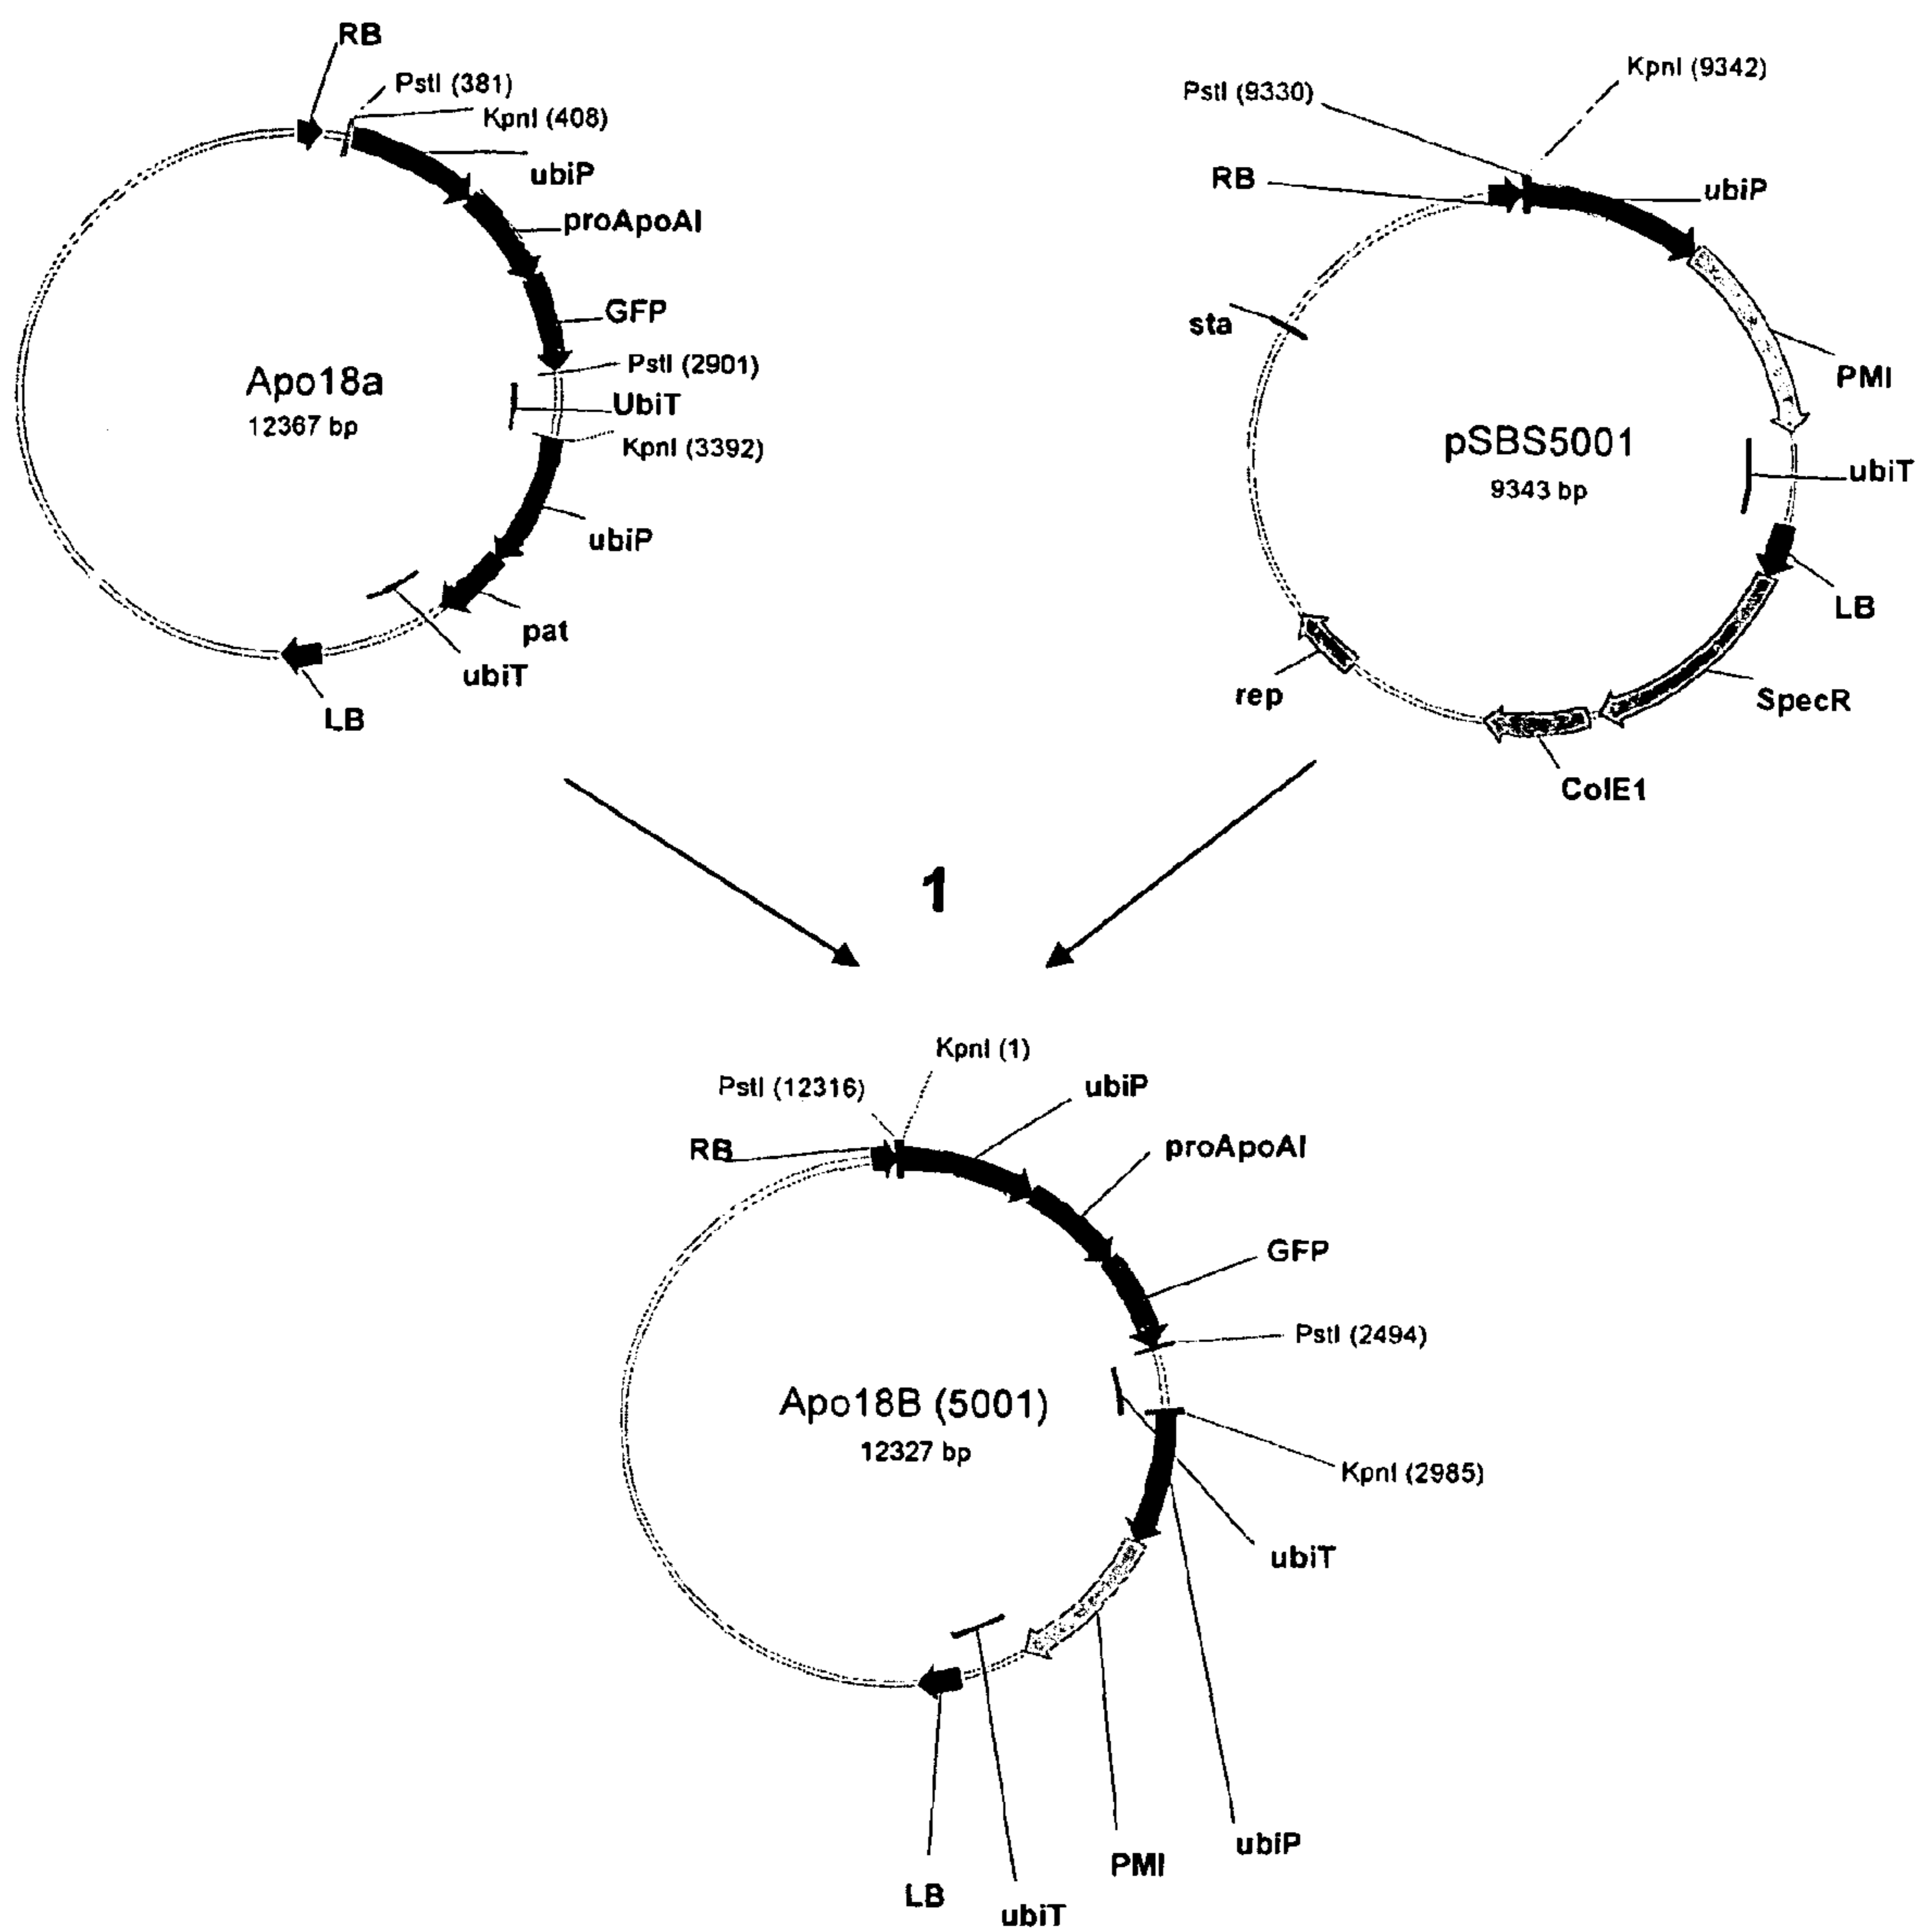 RB
PstI (381)
KpnI (408)
ubiP
proApoAI
GFP
PstI (2901)
UbiT
KpnI (3392)
ubiP
pat
ubiT
LB
Apo18a
12367 bp
KpnI (9342)
PstI (9330)
RB
ubiP
sta
PMI
pSBS5001
9343 bp
ubiT
LB
rep
SpecR
ColE1
1
KpnI (1)
PstI (12316)
ubiP
RB
proApoAI
GFP
PstI (2494)
Apo18B (5001)
12327 bp
KpnI (2985)
ubiT
ubiP
PMI
LB
ubiT